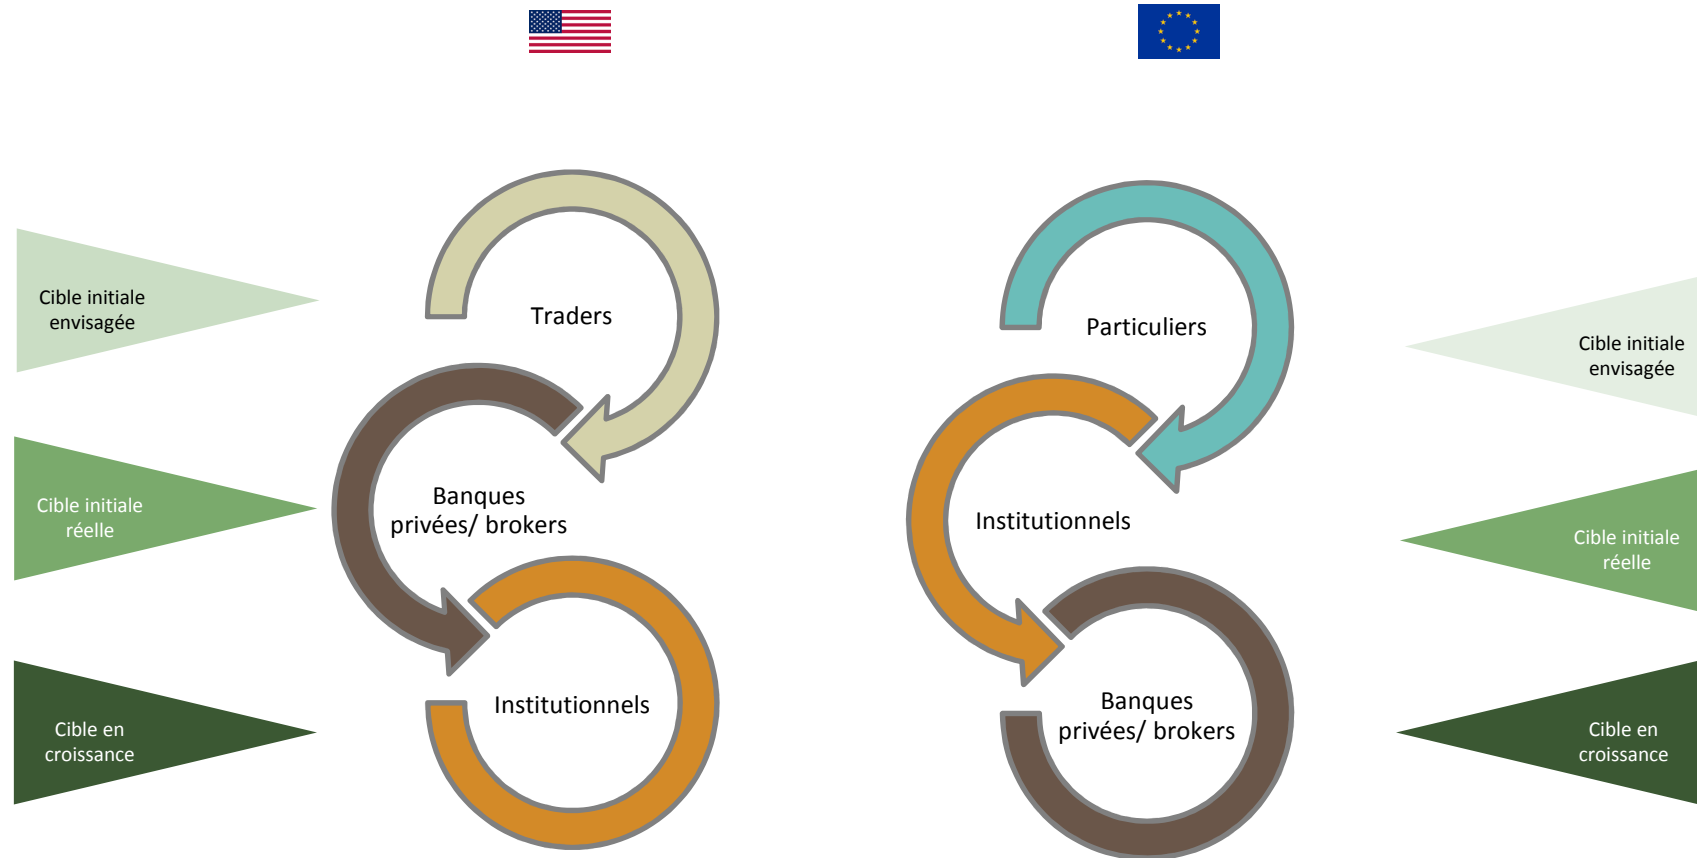 Cible initiale
envisagée
Traders
Particuliers
Cible initiale
envisagée
Cible initiale
réelle
Banques
privées/ brokers
Institutionnels
Cible initiale
réelle
Cible en
croissance
Institutionnels
Banques
privées/ brokers
Cible en
croissance